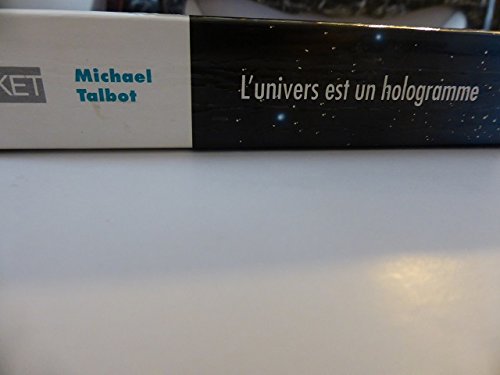 KET
Michael
Talbot
L'univers est un hologramme